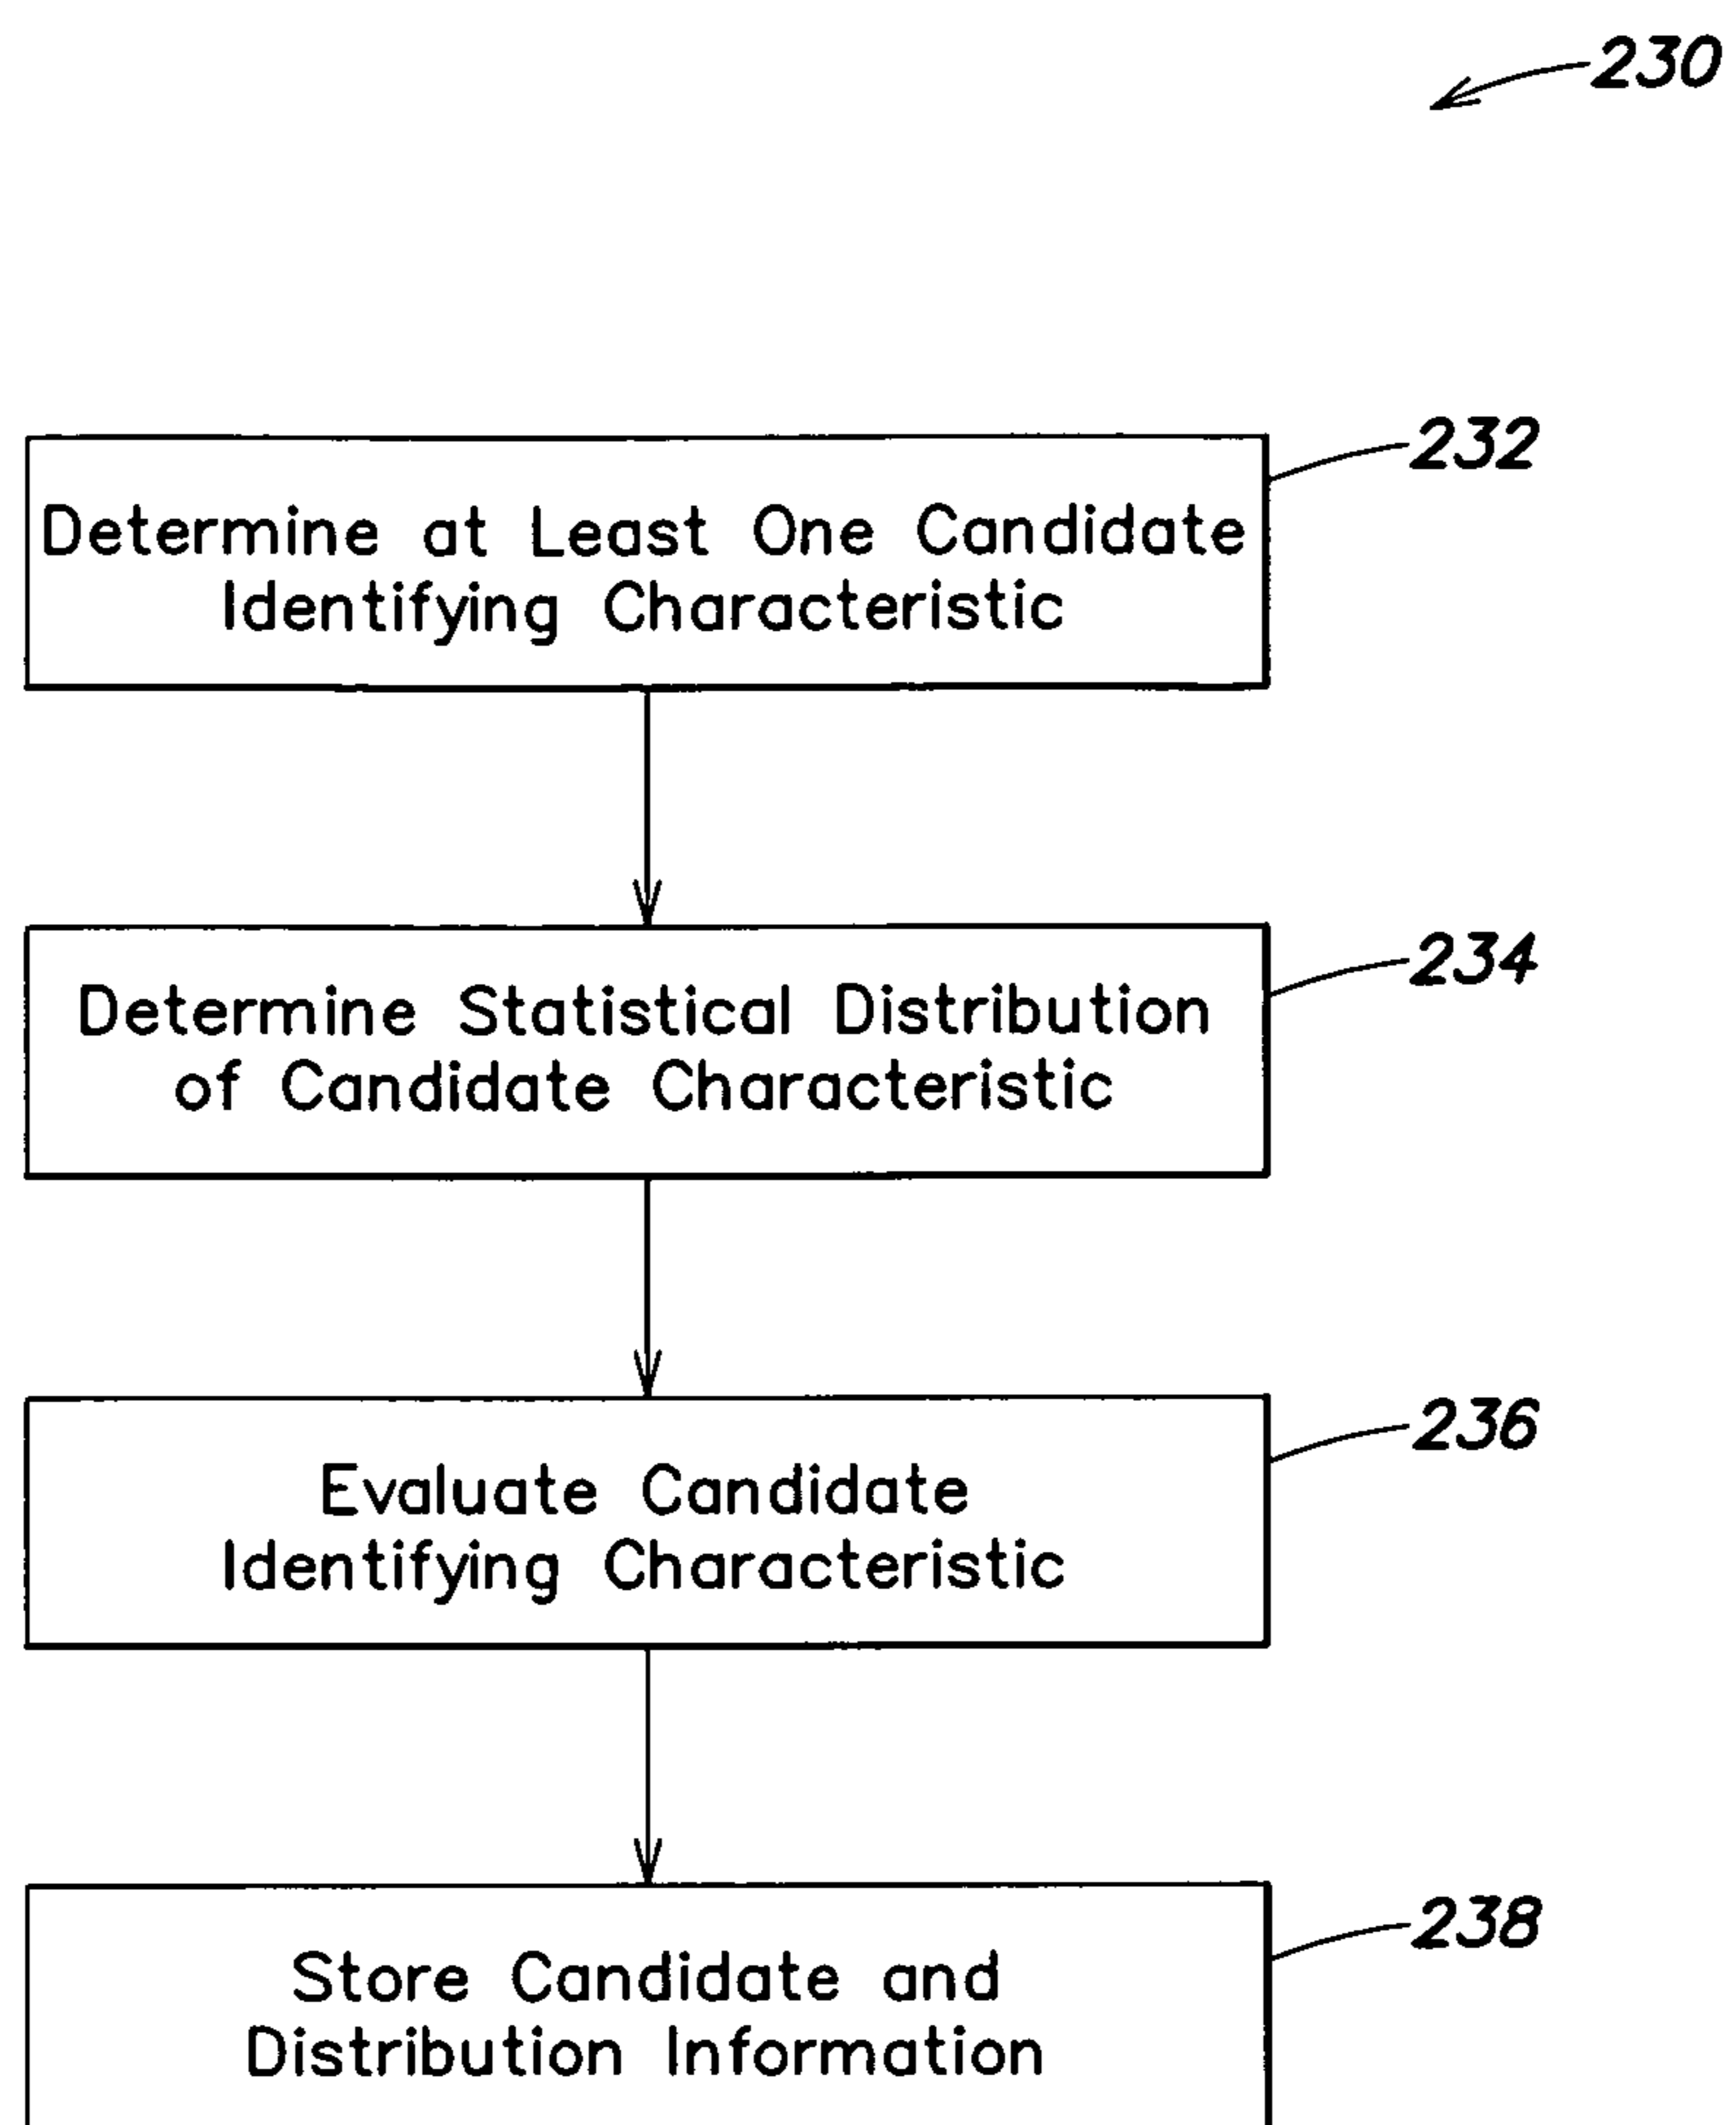 230
232
Determine at Least One Candidate
Identifying Characteristic
234
Determine Statistical Distribution
of Candidate Characteristic
236
Evaluate Candidate
Identifying Characteristic
238
Store Candidate and
Distribution Information